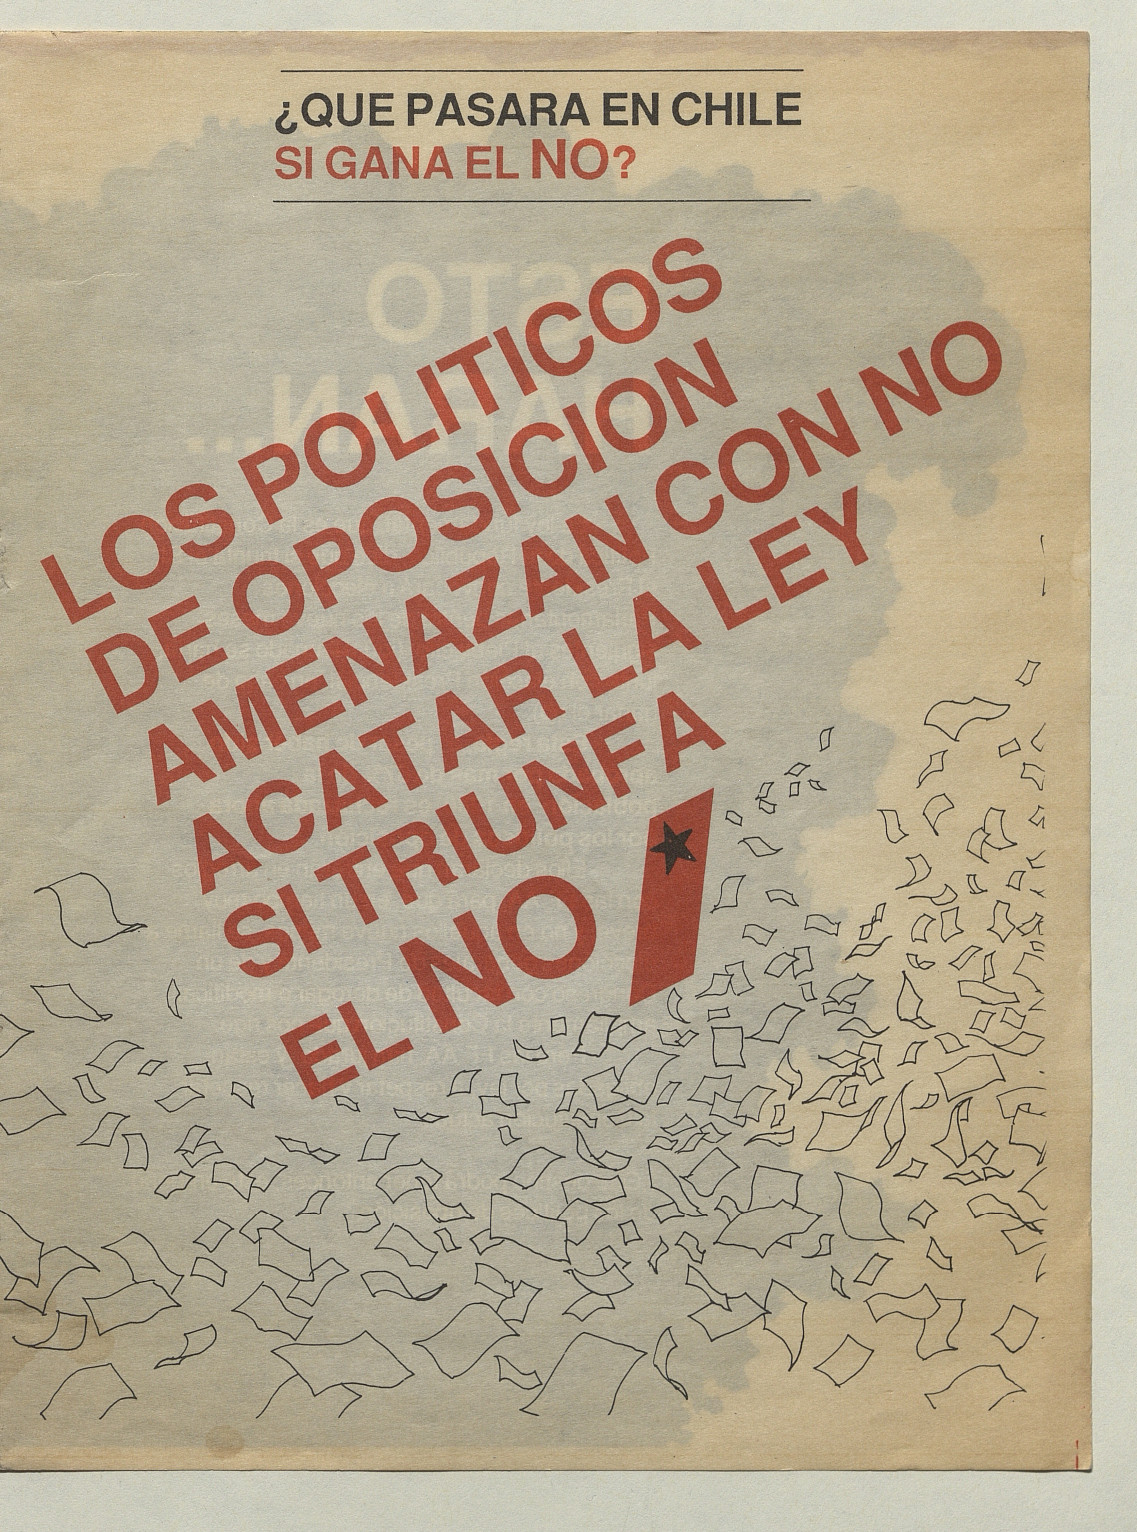 ¿QUE PASARA EN CHILE
SI GANA EL NO?
LOS POLITICOS
DE OPOSICION
AMENAZAN CON NO
ACATAR LA LEY
SI TRIUNFA
EL NO